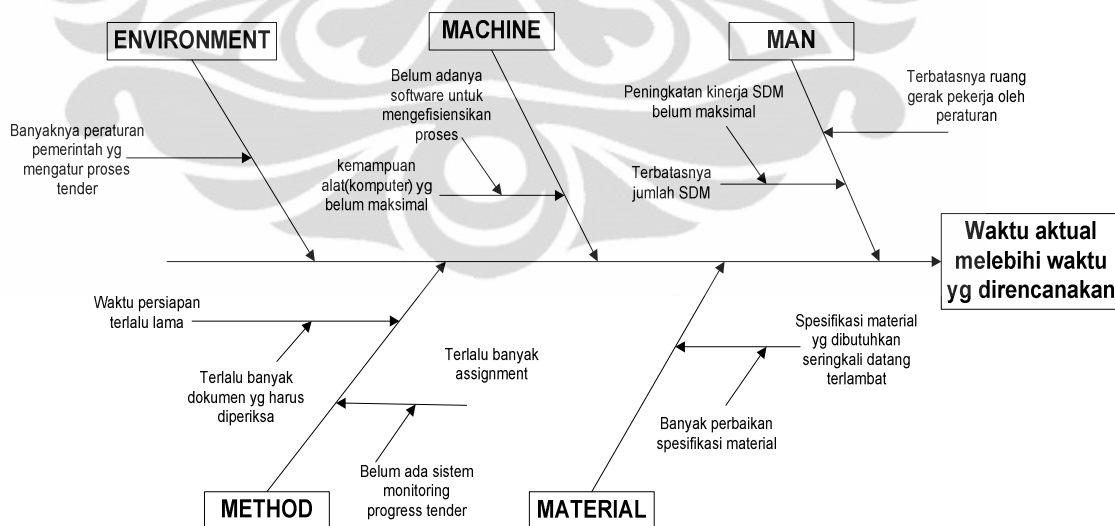 ENVIRONMENT
MACHINE
MAN
Belum adanya
software untuk
mengefisiensikan
proses
Peningkatan kinerja SDM
belum maksimal
Terbatasnya ruang
gerak pekerja oleh
peraturan
Banyaknya peraturan
pemerintah yg
mengatur proses
tender
kemampuan
alat(komputer) yg
belum maksimal
Terbatasnya
jumlah SDM
Waktu aktual
melebihi waktu
yg direncanakan
Waktu persiapan
terlalu lama
Terlalu banyak
dokumen yg harus
diperiksa
Terlalu banyak
assignment
Belum ada sistem
monitoring
progress tender
Spesifikasi material
yg dibutuhkan
seringkali datang
terlambat
Banyak perbaikan
spesifikasi material
METHOD
MATERIAL